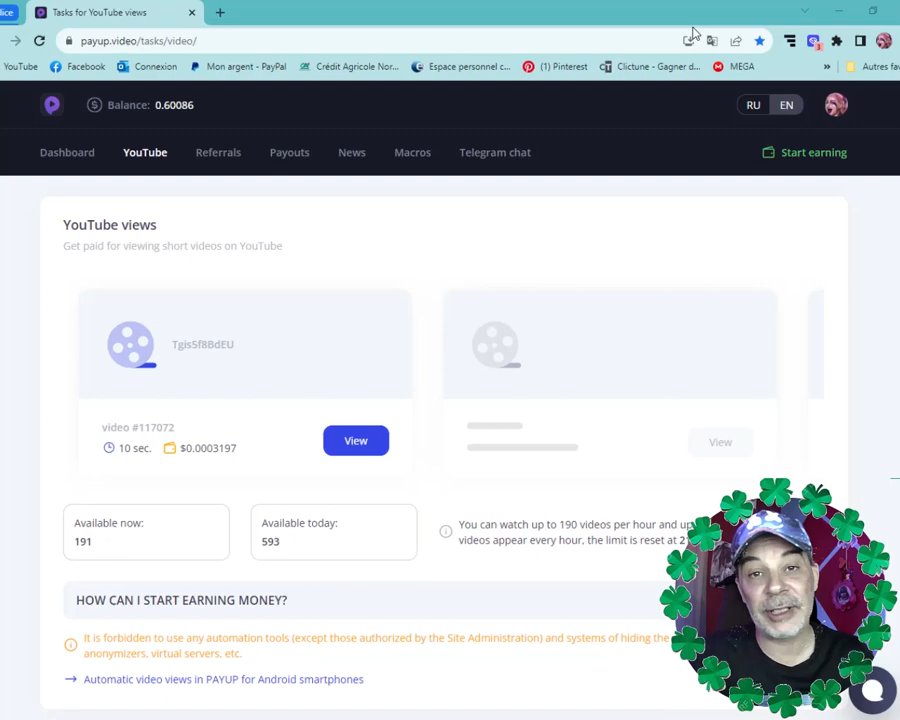 lice
Tasks for YouTube views
payup.video/tasks/video/
3
YouTube Facebook Connexion Mon argent - PayPal Crédit Agricole Nor... Espace personnel c... (1) Pinterest Clictune - Gagner d... MEGA » Autres fav
Balance: 0.60086
RU EN
Dashboard YouTube Referrals Payouts News Macros Telegram chat Start earning
YouTube views
Get paid for viewing short videos on YouTube
Tgis5f8BdEU
video #117072
10 sec. $0.0003197
View
View
Available now:
191
Available today:
593
You can watch up to 190 videos per hour and up
videos appear every hour, the limit is reset at 2
HOW CAN I START EARNING MONEY?
It is forbidden to use any automation tools (except those authorized by the Site Administration) and systems of hiding the
anonymizers, virtual servers, etc.
Automatic video views in PAYUP for Android smartphones